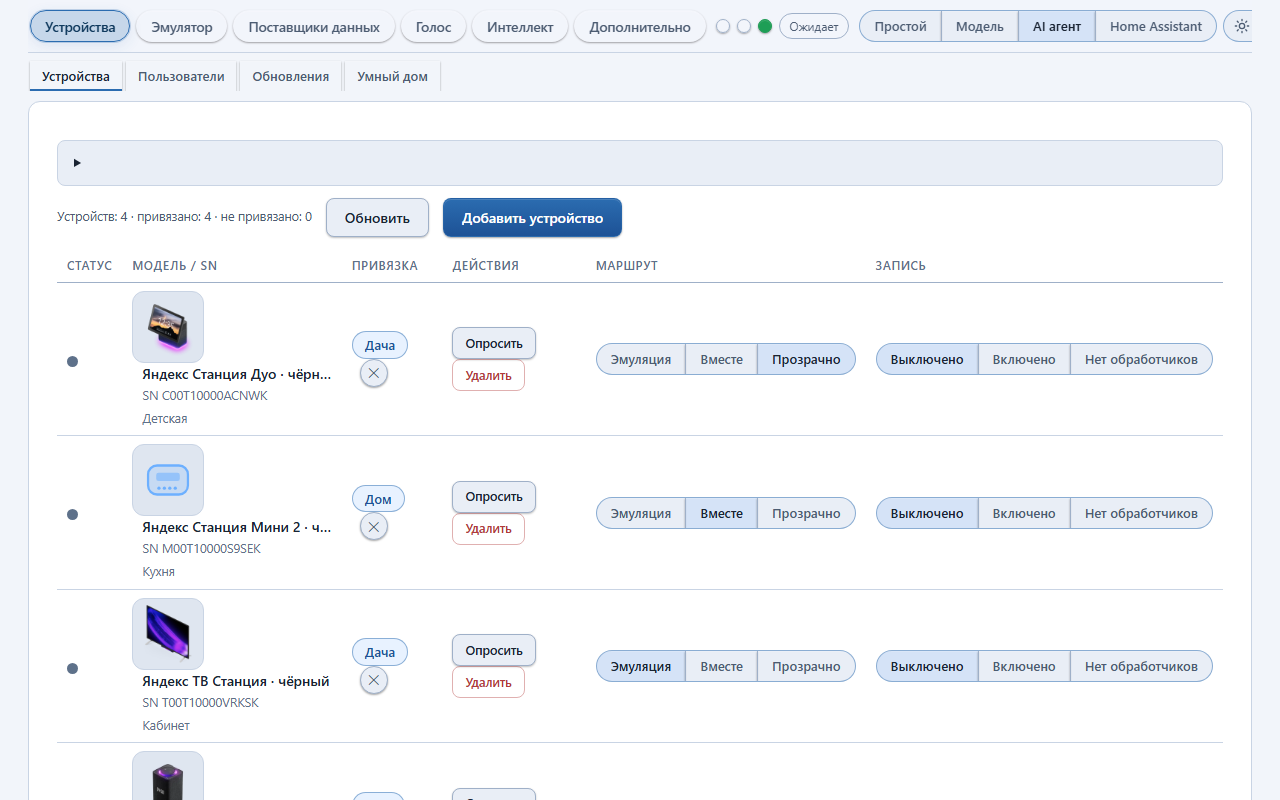 Устройства Эмулятор Поставщики данных Голос Интеллект Дополнительно Ожидает Простой Модель AI агент Home Assistant
Устройства Пользователи Обновления Умный дом
Устройств: 4 · привязано: 4 · не привязано: 0 Обновить Добавить устройство
СТАТУС МОДЕЛЬ / SN ПРИВЯЗКА ДЕЙСТВИЯ МАРШРУТ ЗАПИСЬ
Дача Опросить Эмуляция Вместе Прозрачно Выключено Включено Нет обработчиков
Удалить
Яндекс Станция Дуо · чёрн...
SN C00T10000ACNWK
Детская
Дом Опросить Эмуляция Вместе Прозрачно Выключено Включено Нет обработчиков
Удалить
Яндекс Станция Мини 2 · ч...
SN M00T10000S9SEK
Кухня
Дача Опросить Эмуляция Вместе Прозрачно Выключено Включено Нет обработчиков
Удалить
Яндекс ТВ Станция · чёрный
SN T00T10000VRKSK
Кабинет